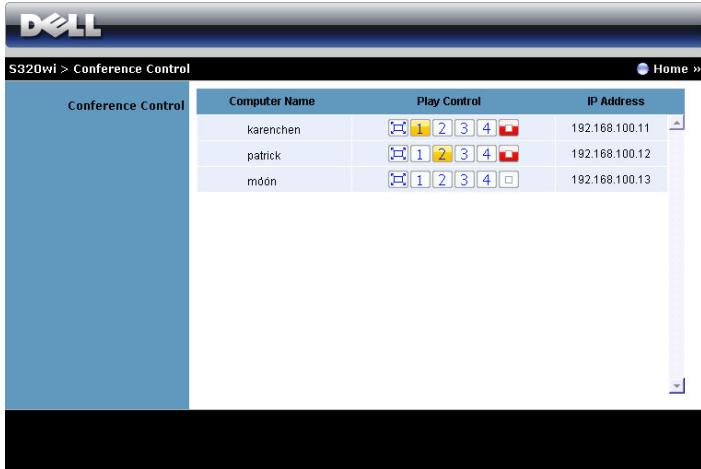 DELL
S320wi > Conference Control Home »
Conference Control Computer Name Play Control IP Address
karenchen 1 2 3 4 192.168.100.11
patrick 1 2 3 4 192.168.100.12
móón 1 2 3 4 192.168.100.13